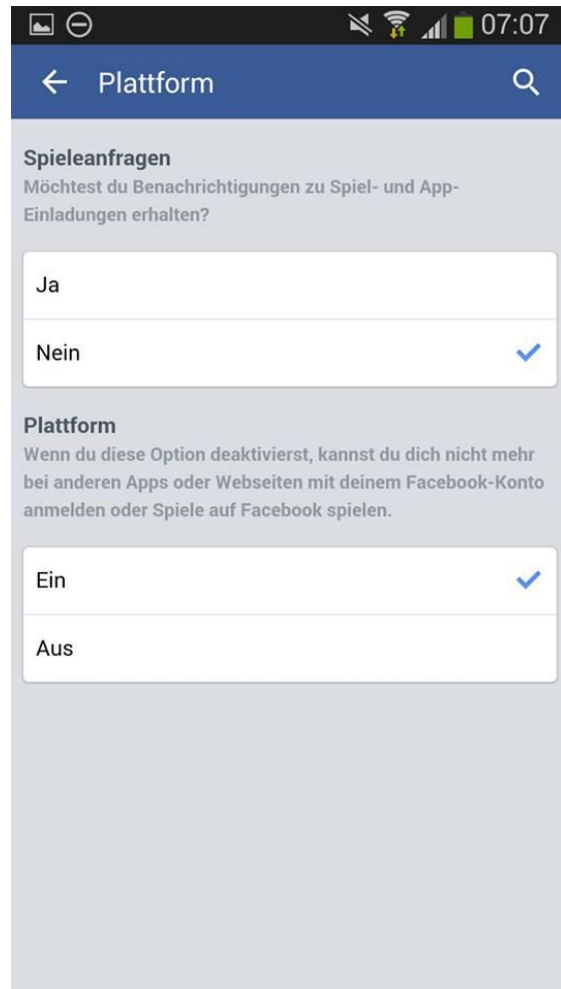 07:07
Plattform
Spieleanfragen
Möchtest du Benachrichtigungen zu Spiel- und App-
Einladungen erhalten?
Ja
Nein
Plattform
Wenn du diese Option deaktivierst, kannst du dich nicht mehr
bei anderen Apps oder Webseiten mit deinem Facebook-Konto
anmelden oder Spiele auf Facebook spielen.
Ein
Aus